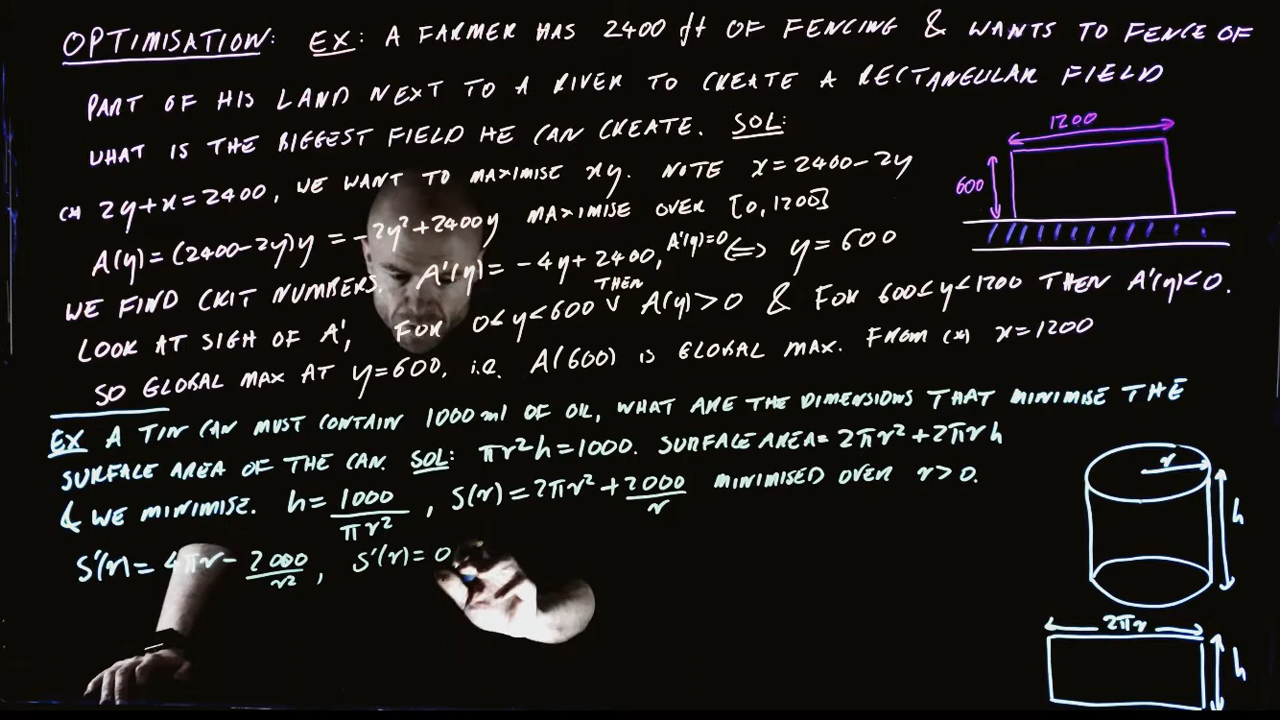 OPTIMISATION: EX: A FARMER HAS 2400 ft OF FENCING & WANTS TO FENCE OF
PART OF HIS LAND NEXT TO A RIVER TO CREATE A RECTANGULAR FIELD
WHAT IS THE BIGGEST FIELD HE CAN CREATE. SOL:
(*) 2y+x=2400, WE WANT TO MAXIMISE xy. NOTE x=2400-2y
A(y)=(2400-2y)y = -2y²+2400y MAXIMISE OVER [0,1200]
WE FIND CRIT NUMBERS. A'(y)=-4y+2400, A'(y)=0 ⟺ y=600
LOOK AT SIGN OF A', FOR 0<y<600 THEN A(y)>0 & FOR 600<y<1200 THEN A'(y)<0.
SO GLOBAL MAX AT y=600, i.e. A(600) IS GLOBAL MAX. FROM (*) x=1200
1200
600
EX A TIN CAN MUST CONTAIN 1000 ml OF OIL, WHAT ARE THE DIMENSIONS THAT MINIMISE THE
SURFACE AREA OF THE CAN. SOL: πr²h=1000. SURFACE AREA= 2πr²+2πrh
& WE MINIMISE. h=1000/πr², S(r)=2πr²+2000/r MINIMISED OVER r>0.
S'(r)=4πr-2000/r², S'(r)=0
r
h
2πr
h